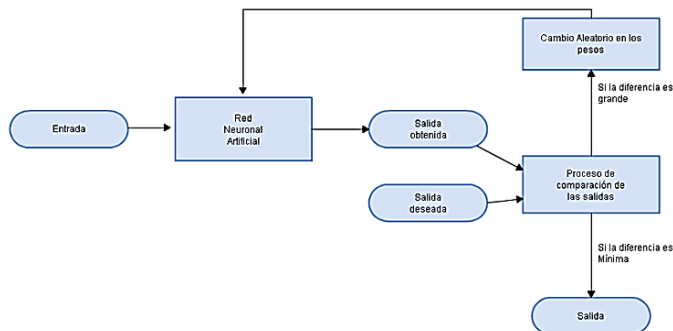 Cambio Aleatorio en los
pesos
Si la diferencia es
grande
Entrada
Red
Neuronal
Artificial
Salida
obtenida
Proceso de
comparación de
las salidas
Salida
deseada
Si la diferencia es
Mínima
Salida